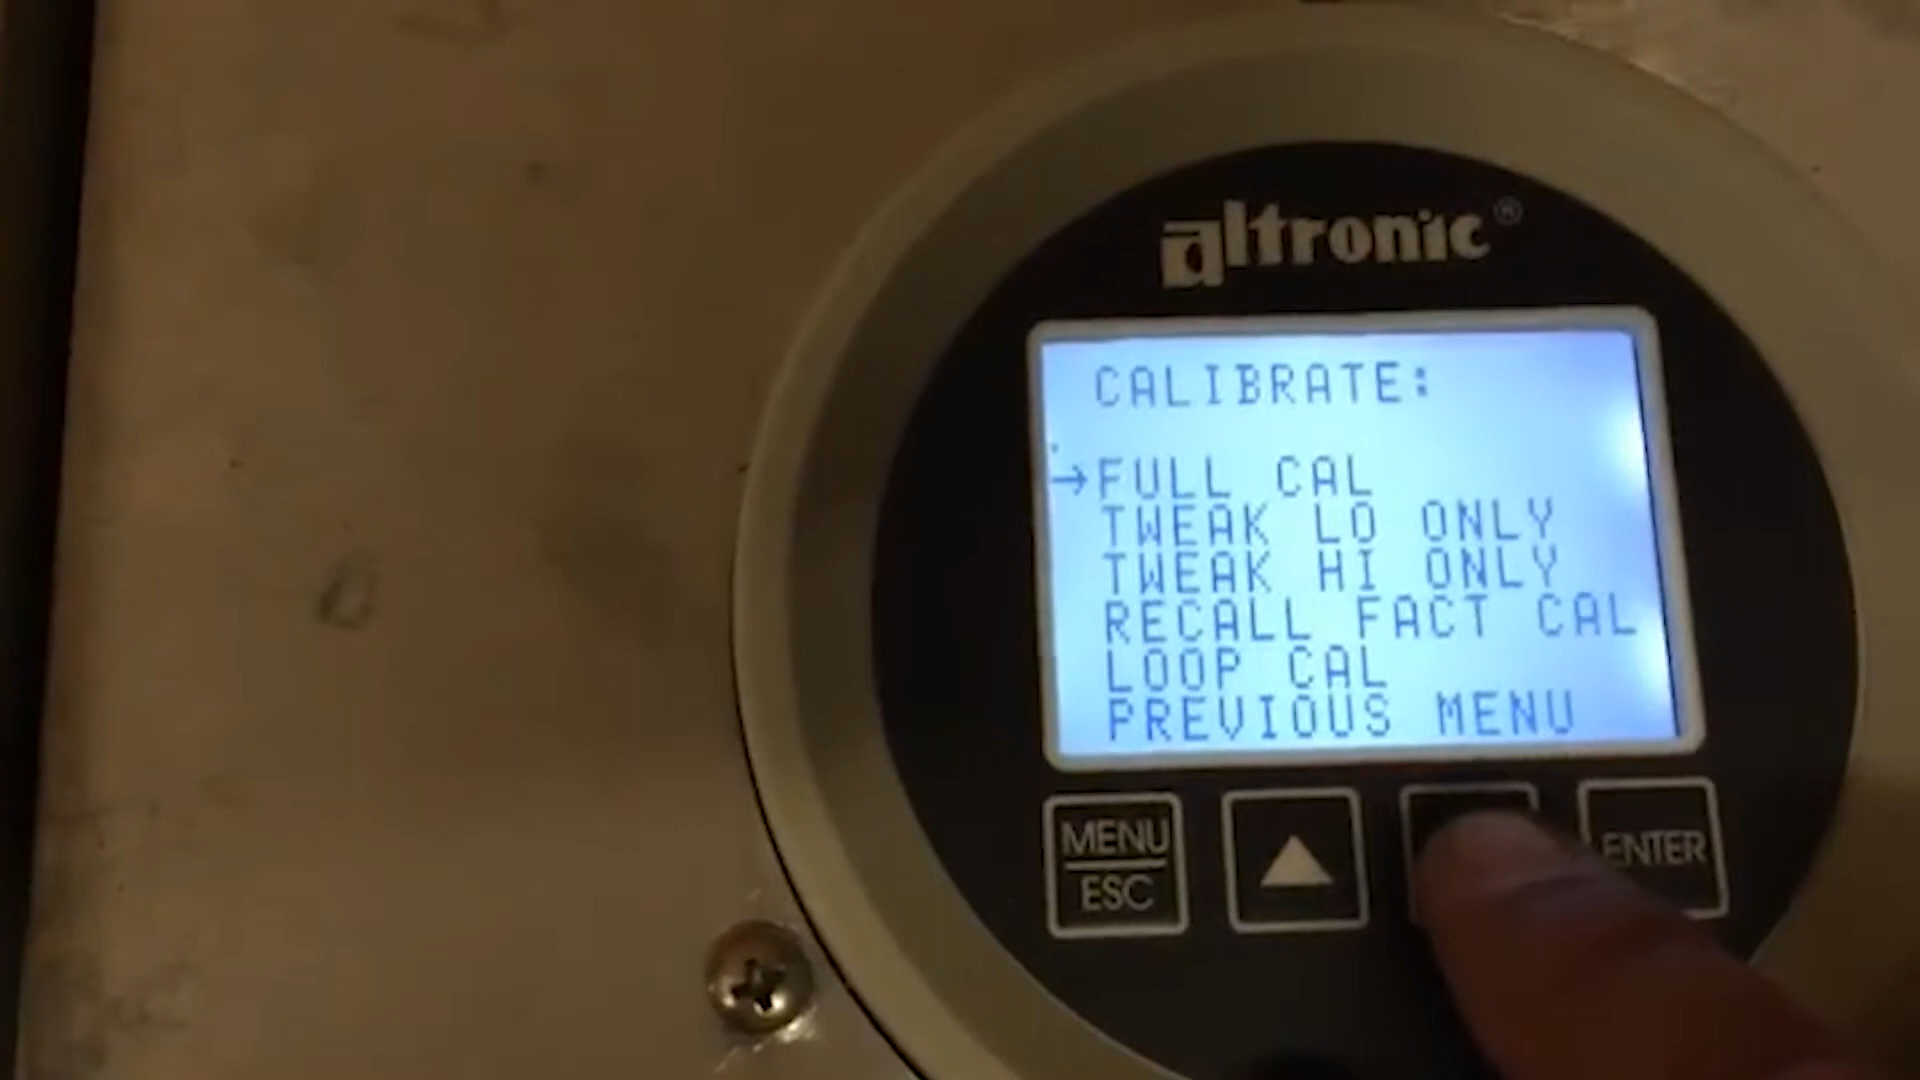 altronic®
CALIBRATE:
→FULL CAL
TWEAK LO ONLY
TWEAK HI ONLY
RECALL FACT CAL
LOOP CAL
PREVIOUS MENU
MENU
ESC
ENTER